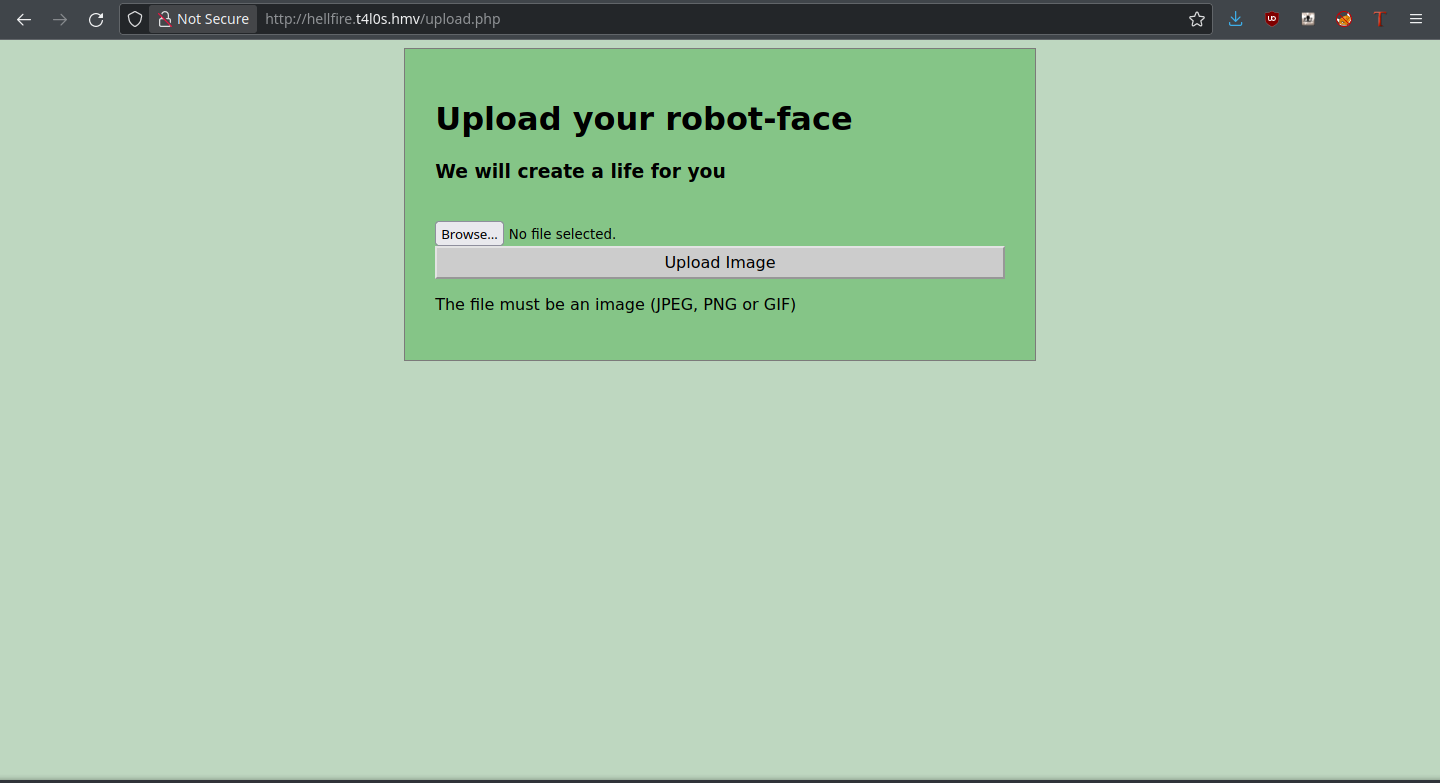 Not Secure http://hellfire.t4l0s.hmv/upload.php
Upload your robot-face
We will create a life for you
Browse... No file selected.
Upload Image
The file must be an image (JPEG, PNG or GIF)